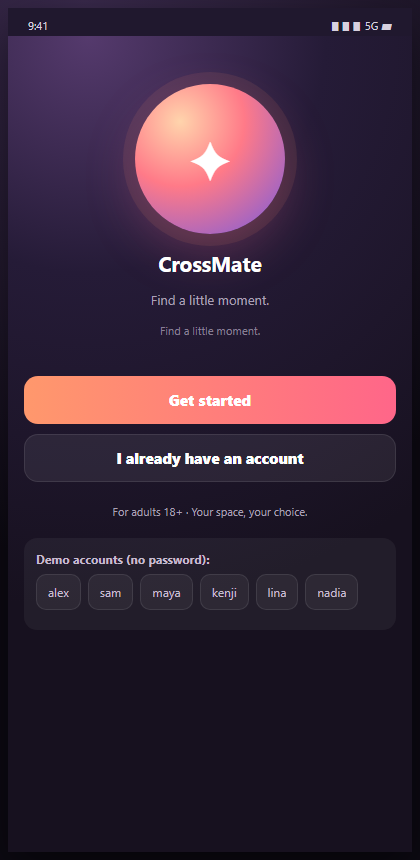 9:41
5G
CrossMate
Find a little moment.
Find a little moment.
Get started
I already have an account
For adults 18+ · Your space, your choice.
Demo accounts (no password):
alex sam maya kenji lina nadia